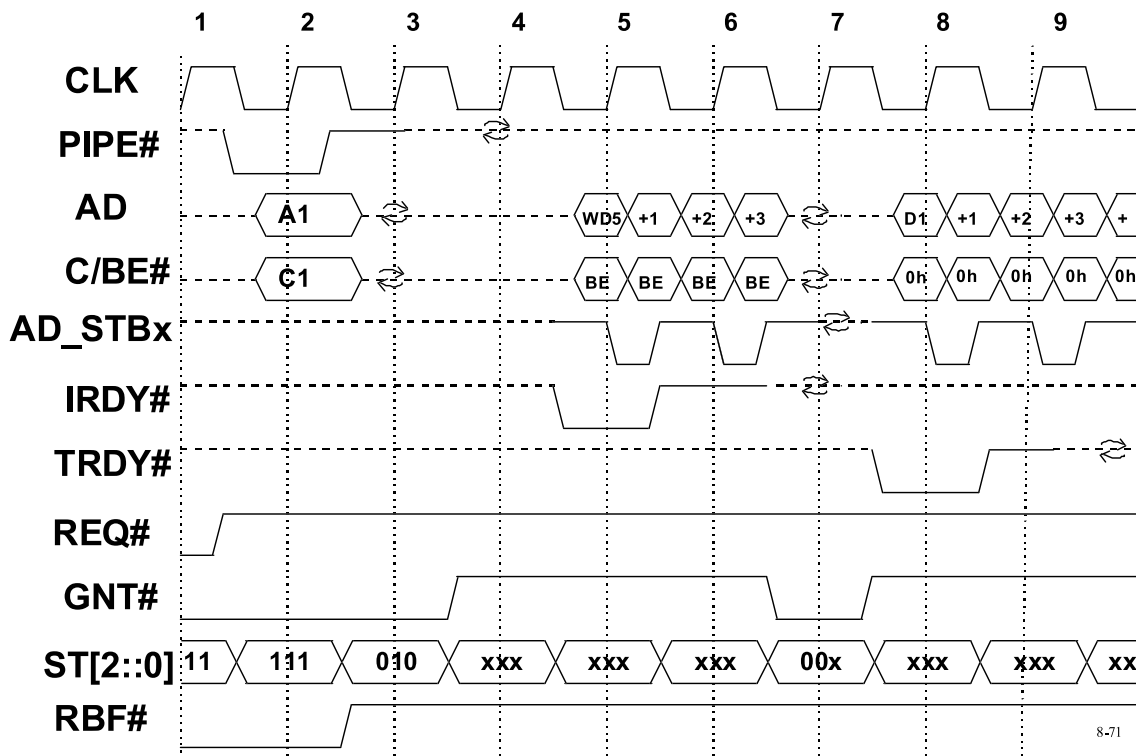 1 2 3 4 5 6 7 8 9
CLK
PIPE#
AD A1 WD5 +1 +2 +3 D1 +1 +2 +3 +
C/BE# C1 BE BE BE BE 0h 0h 0h 0h 0h
AD_STBx
IRDY#
TRDY#
REQ#
GNT#
ST[2::0] 11 111 010 xxx xxx xxx 00x xxx xxx xx
RBF#
8-71